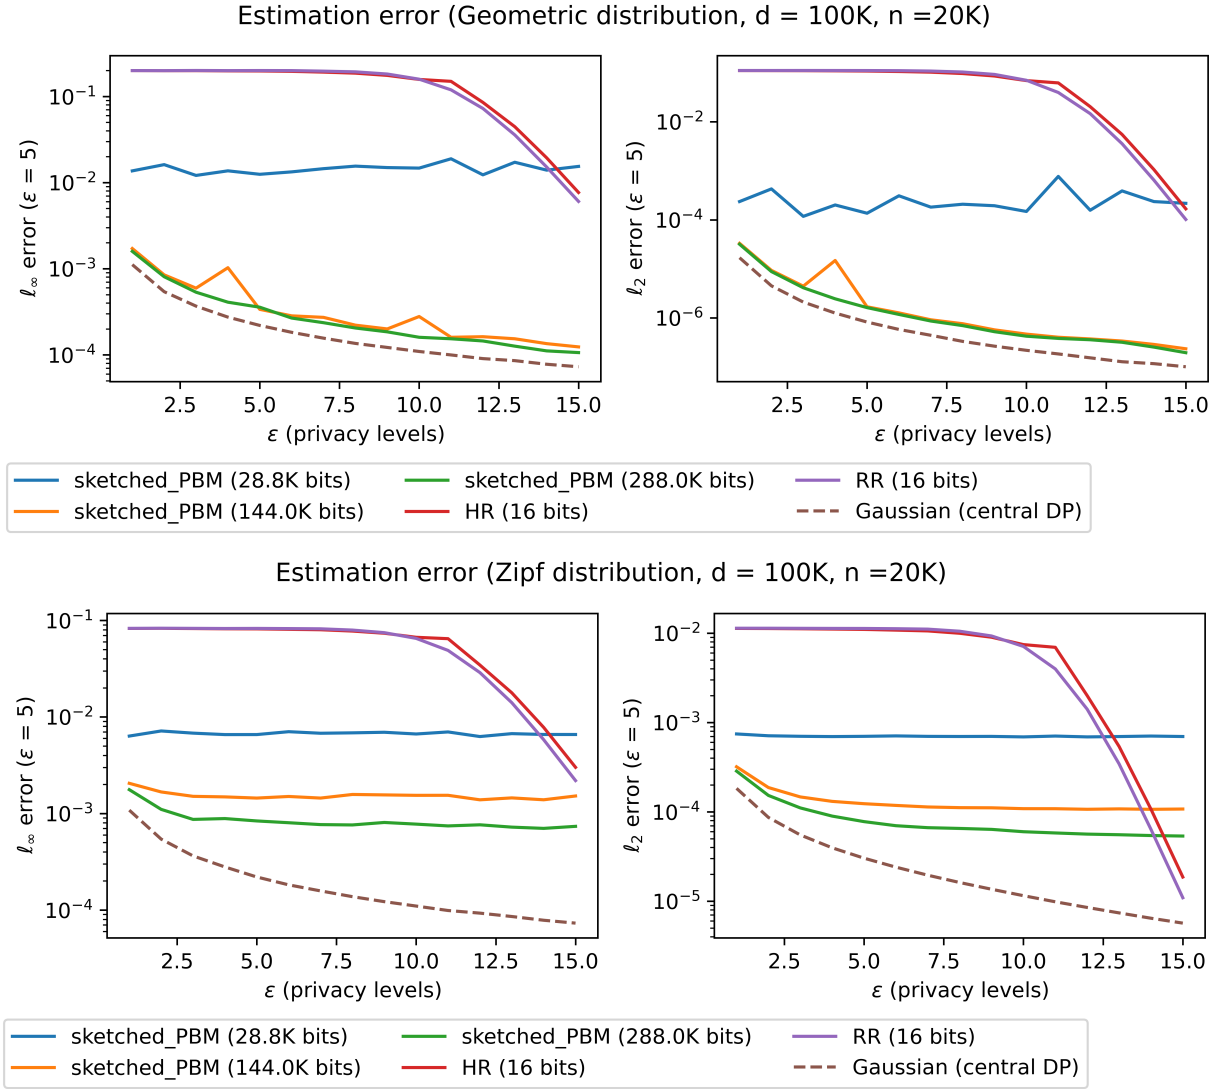 Estimation error (Geometric distribution, d = 100K, n =20K)
ℓ∞ error (ε = 5)
10⁻¹
10⁻²
10⁻³
10⁻⁴
2.5 5.0 7.5 10.0 12.5 15.0
ε (privacy levels)
ℓ₂ error (ε = 5)
10⁻²
10⁻⁴
10⁻⁶
2.5 5.0 7.5 10.0 12.5 15.0
ε (privacy levels)
sketched_PBM (28.8K bits)
sketched_PBM (144.0K bits)
sketched_PBM (288.0K bits)
HR (16 bits)
RR (16 bits)
Gaussian (central DP)
Estimation error (Zipf distribution, d = 100K, n =20K)
ℓ∞ error (ε = 5)
10⁻¹
10⁻²
10⁻³
10⁻⁴
2.5 5.0 7.5 10.0 12.5 15.0
ε (privacy levels)
ℓ₂ error (ε = 5)
10⁻²
10⁻³
10⁻⁴
10⁻⁵
2.5 5.0 7.5 10.0 12.5 15.0
ε (privacy levels)
sketched_PBM (28.8K bits)
sketched_PBM (144.0K bits)
sketched_PBM (288.0K bits)
HR (16 bits)
RR (16 bits)
Gaussian (central DP)